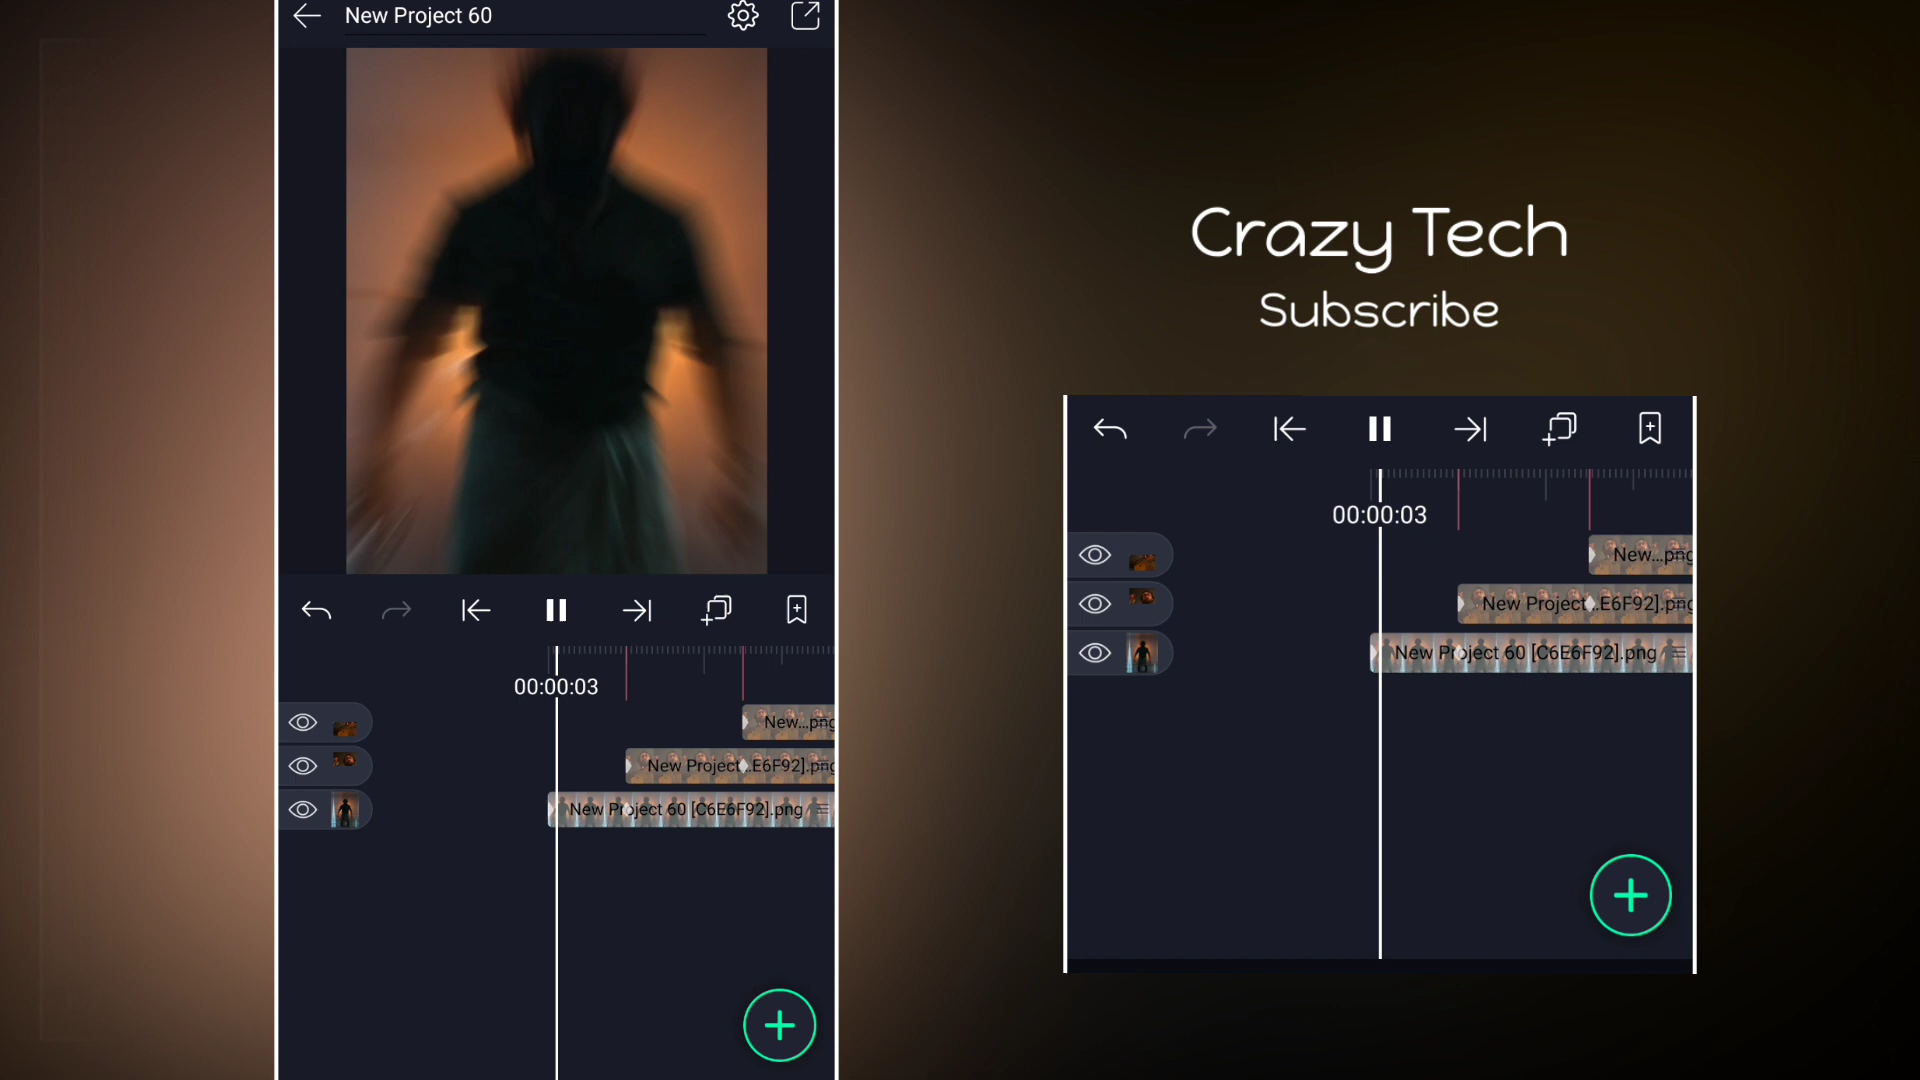 New Project 60
00:00:03
New...png
New Project...E6F92].png
New Project 60 [C6E6F92].png
Crazy Tech
Subscribe
00:00:03
New...png
New Project...E6F92].png
New Project 60 [C6E6F92].png